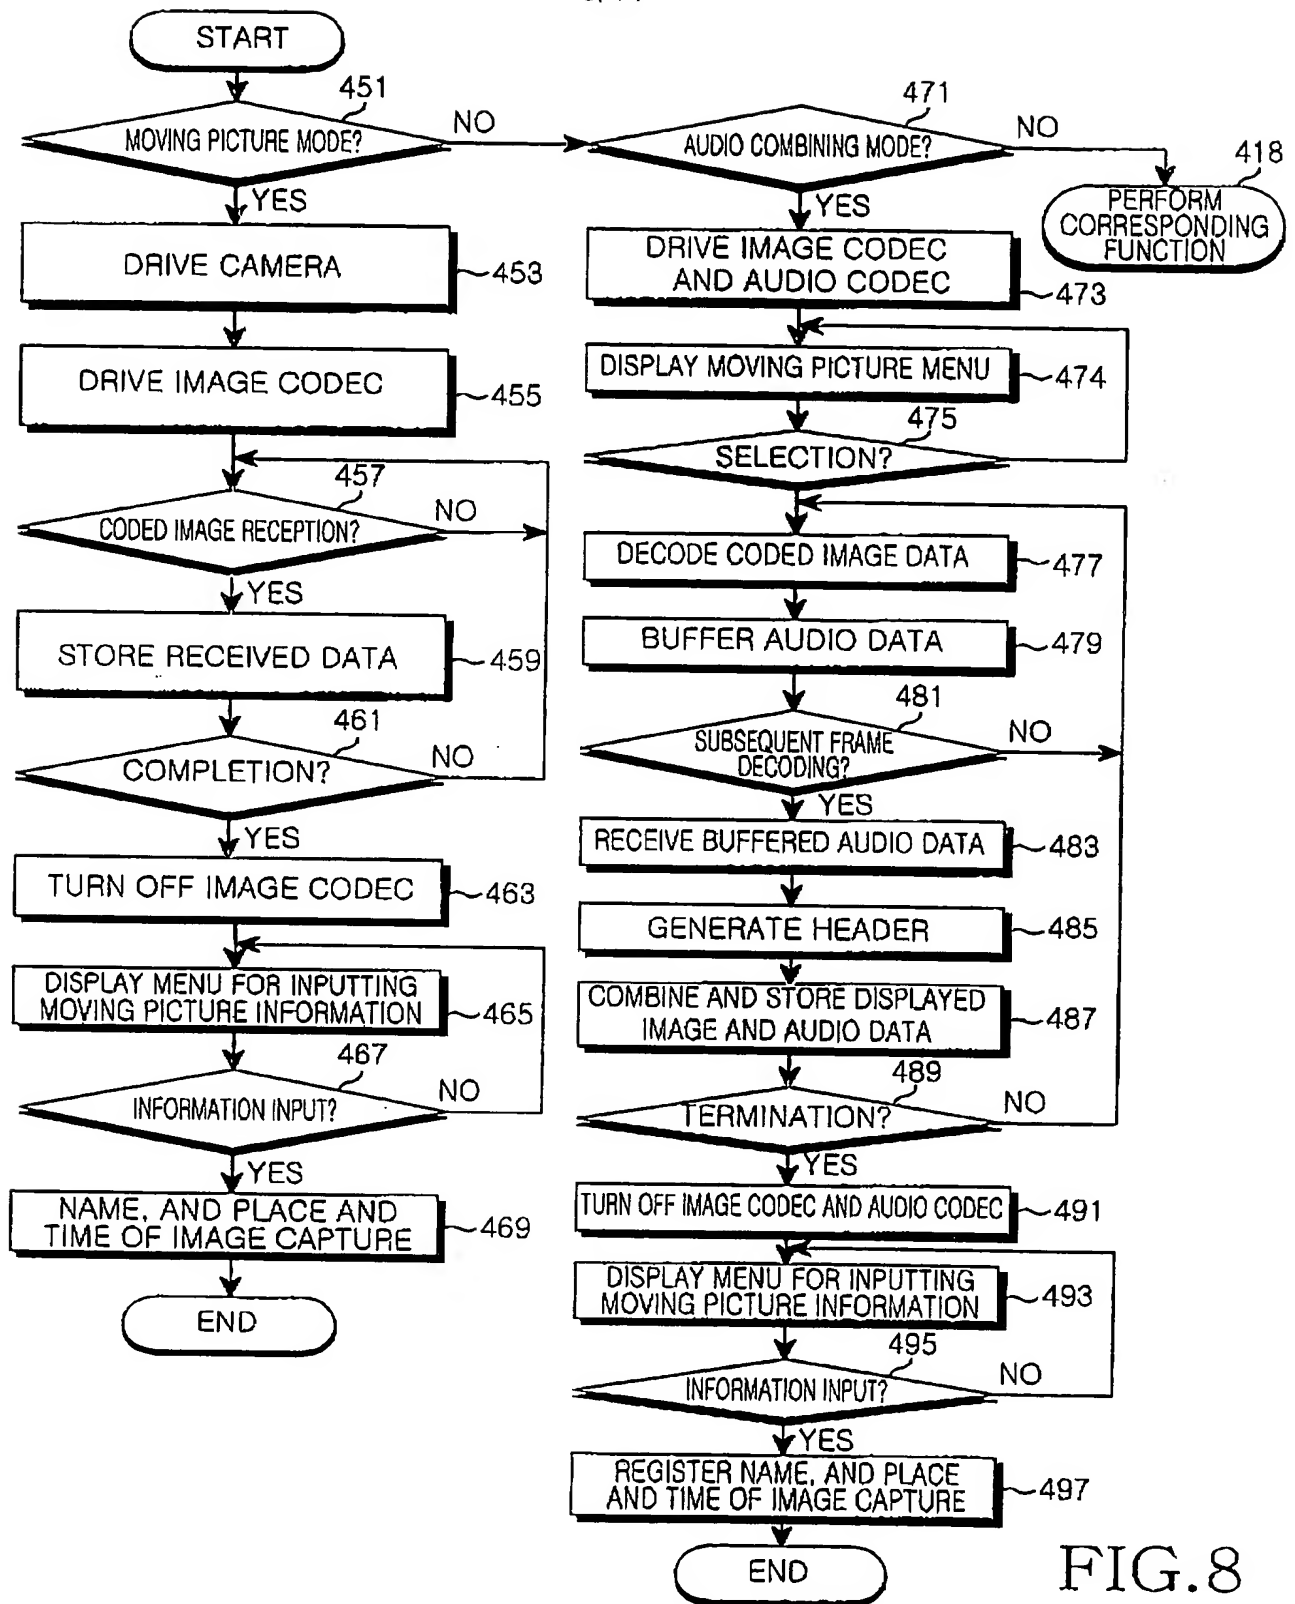 START
451
MOVING PICTURE MODE?
NO
YES
DRIVE CAMERA
453
DRIVE IMAGE CODEC
455
457
CODED IMAGE RECEPTION?
NO
YES
STORE RECEIVED DATA
459
461
COMPLETION?
NO
YES
TURN OFF IMAGE CODEC
463
DISPLAY MENU FOR INPUTTING
MOVING PICTURE INFORMATION
465
467
INFORMATION INPUT?
NO
YES
NAME, AND PLACE AND
TIME OF IMAGE CAPTURE
469
END
471
AUDIO COMBINING MODE?
NO
418
PERFORM
CORRESPONDING
FUNCTION
YES
DRIVE IMAGE CODEC
AND AUDIO CODEC
473
DISPLAY MOVING PICTURE MENU
474
475
SELECTION?
DECODE CODED IMAGE DATA
477
BUFFER AUDIO DATA
479
481
SUBSEQUENT FRAME
DECODING?
NO
YES
RECEIVE BUFFERED AUDIO DATA
483
GENERATE HEADER
485
COMBINE AND STORE DISPLAYED
IMAGE AND AUDIO DATA
487
489
TERMINATION?
NO
YES
TURN OFF IMAGE CODEC AND AUDIO CODEC
491
DISPLAY MENU FOR INPUTTING
MOVING PICTURE INFORMATION
493
495
INFORMATION INPUT?
NO
YES
REGISTER NAME, AND PLACE
AND TIME OF IMAGE CAPTURE
497
END
FIG.8